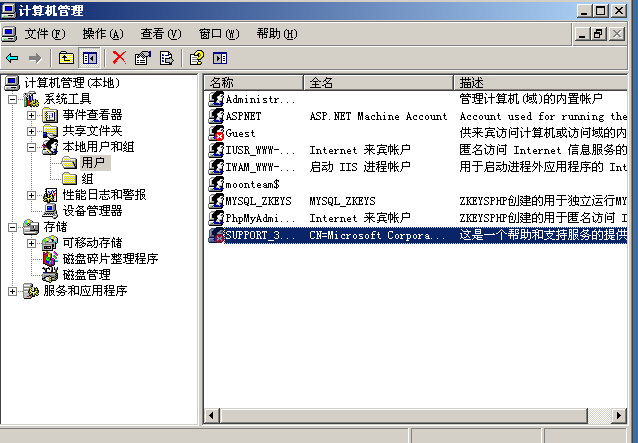 计算机管理
文件(F) 操作(A) 查看(V) 窗口(W) 帮助(H)
计算机管理(本地)
系统工具
事件查看器
共享文件夹
本地用户和组
用户
组
性能日志和警报
设备管理器
存储
可移动存储
磁盘碎片整理程序
磁盘管理
服务和应用程序
名称 全名 描述
Administr... 管理计算机(域)的内置帐户
ASPNET ASP.NET Machine Account Account used for running the
Guest 供来宾访问计算机或访问域的内
IUSR_WWW-... Internet 来宾帐户 匿名访问 Internet 信息服务的
IWAM_WWW-... 启动 IIS 进程帐户 用于启动进程外应用程序的 Int
moonteam$
MYSQL_ZKEYS MYSQL_ZKEYS ZKEYSPHP创建的用于独立运行MY
PhpMyAdmi... Internet 来宾帐户 ZKEYSPHP创建的用于匿名访问 I
SUPPORT_3... CN=Microsoft Corpora... 这是一个帮助和支持服务的提供